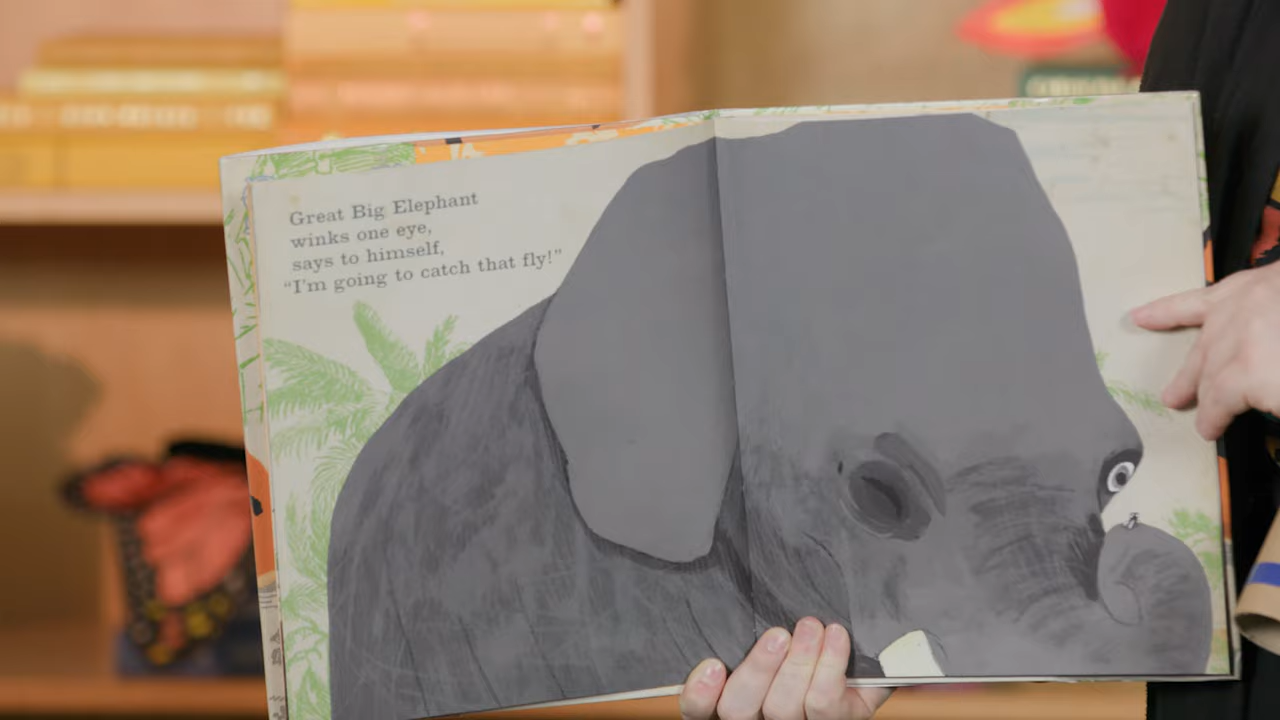 Great Big Elephant
winks one eye,
says to himself,
“I'm going to catch that fly!”